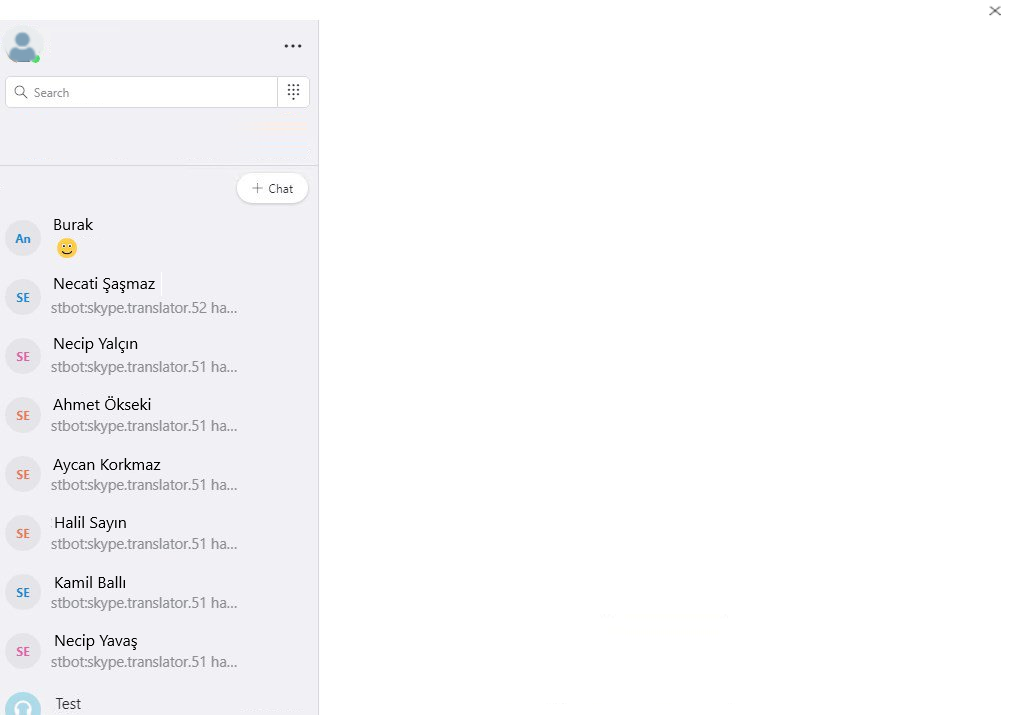 Search
+ Chat
An
Burak
SE
Necati Şaşmaz
stbot:skype.translator.52 ha...
SE
Necip Yalçın
stbot:skype.translator.51 ha...
SE
Ahmet Ökseki
stbot:skype.translator.51 ha...
SE
Aycan Korkmaz
stbot:skype.translator.51 ha...
SE
Halil Sayın
stbot:skype.translator.51 ha...
SE
Kamil Ballı
stbot:skype.translator.51 ha...
SE
Necip Yavaş
stbot:skype.translator.51 ha...
Test